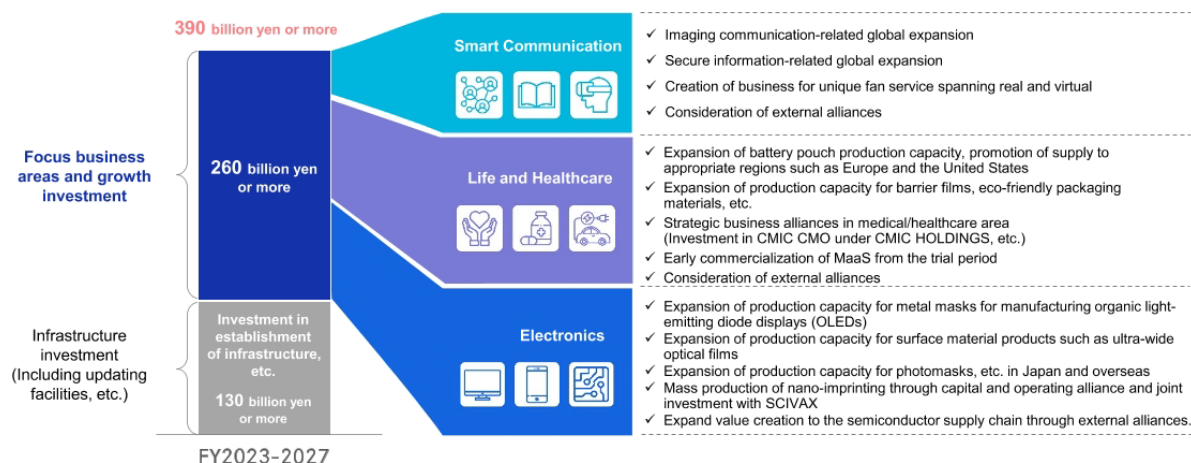 390 billion yen or more
Focus business
areas and growth
investment
260 billion yen
or more
Infrastructure
investment
(Including updating
facilities, etc.)
Investment in
establishment
of infrastructure,
etc.
130 billion yen
or more
FY2023-2027
Smart Communication
✓ Imaging communication-related global expansion
✓ Secure information-related global expansion
✓ Creation of business for unique fan service spanning real and virtual
✓ Consideration of external alliances
Life and Healthcare
✓ Expansion of battery pouch production capacity, promotion of supply to
appropriate regions such as Europe and the United States
✓ Expansion of production capacity for barrier films, eco-friendly packaging
materials, etc.
✓ Strategic business alliances in medical/healthcare area
(Investment in CMIC CMO under CMIC HOLDINGS, etc.)
✓ Early commercialization of MaaS from the trial period
✓ Consideration of external alliances
Electronics
✓ Expansion of production capacity for metal masks for manufacturing organic light-
emitting diode displays (OLEDs)
✓ Expansion of production capacity for surface material products such as ultra-wide
optical films
✓ Expansion of production capacity for photomasks, etc. in Japan and overseas
✓ Mass production of nano-imprinting through capital and operating alliance and joint
investment with SCIVAX
✓ Expand value creation to the semiconductor supply chain through external alliances.